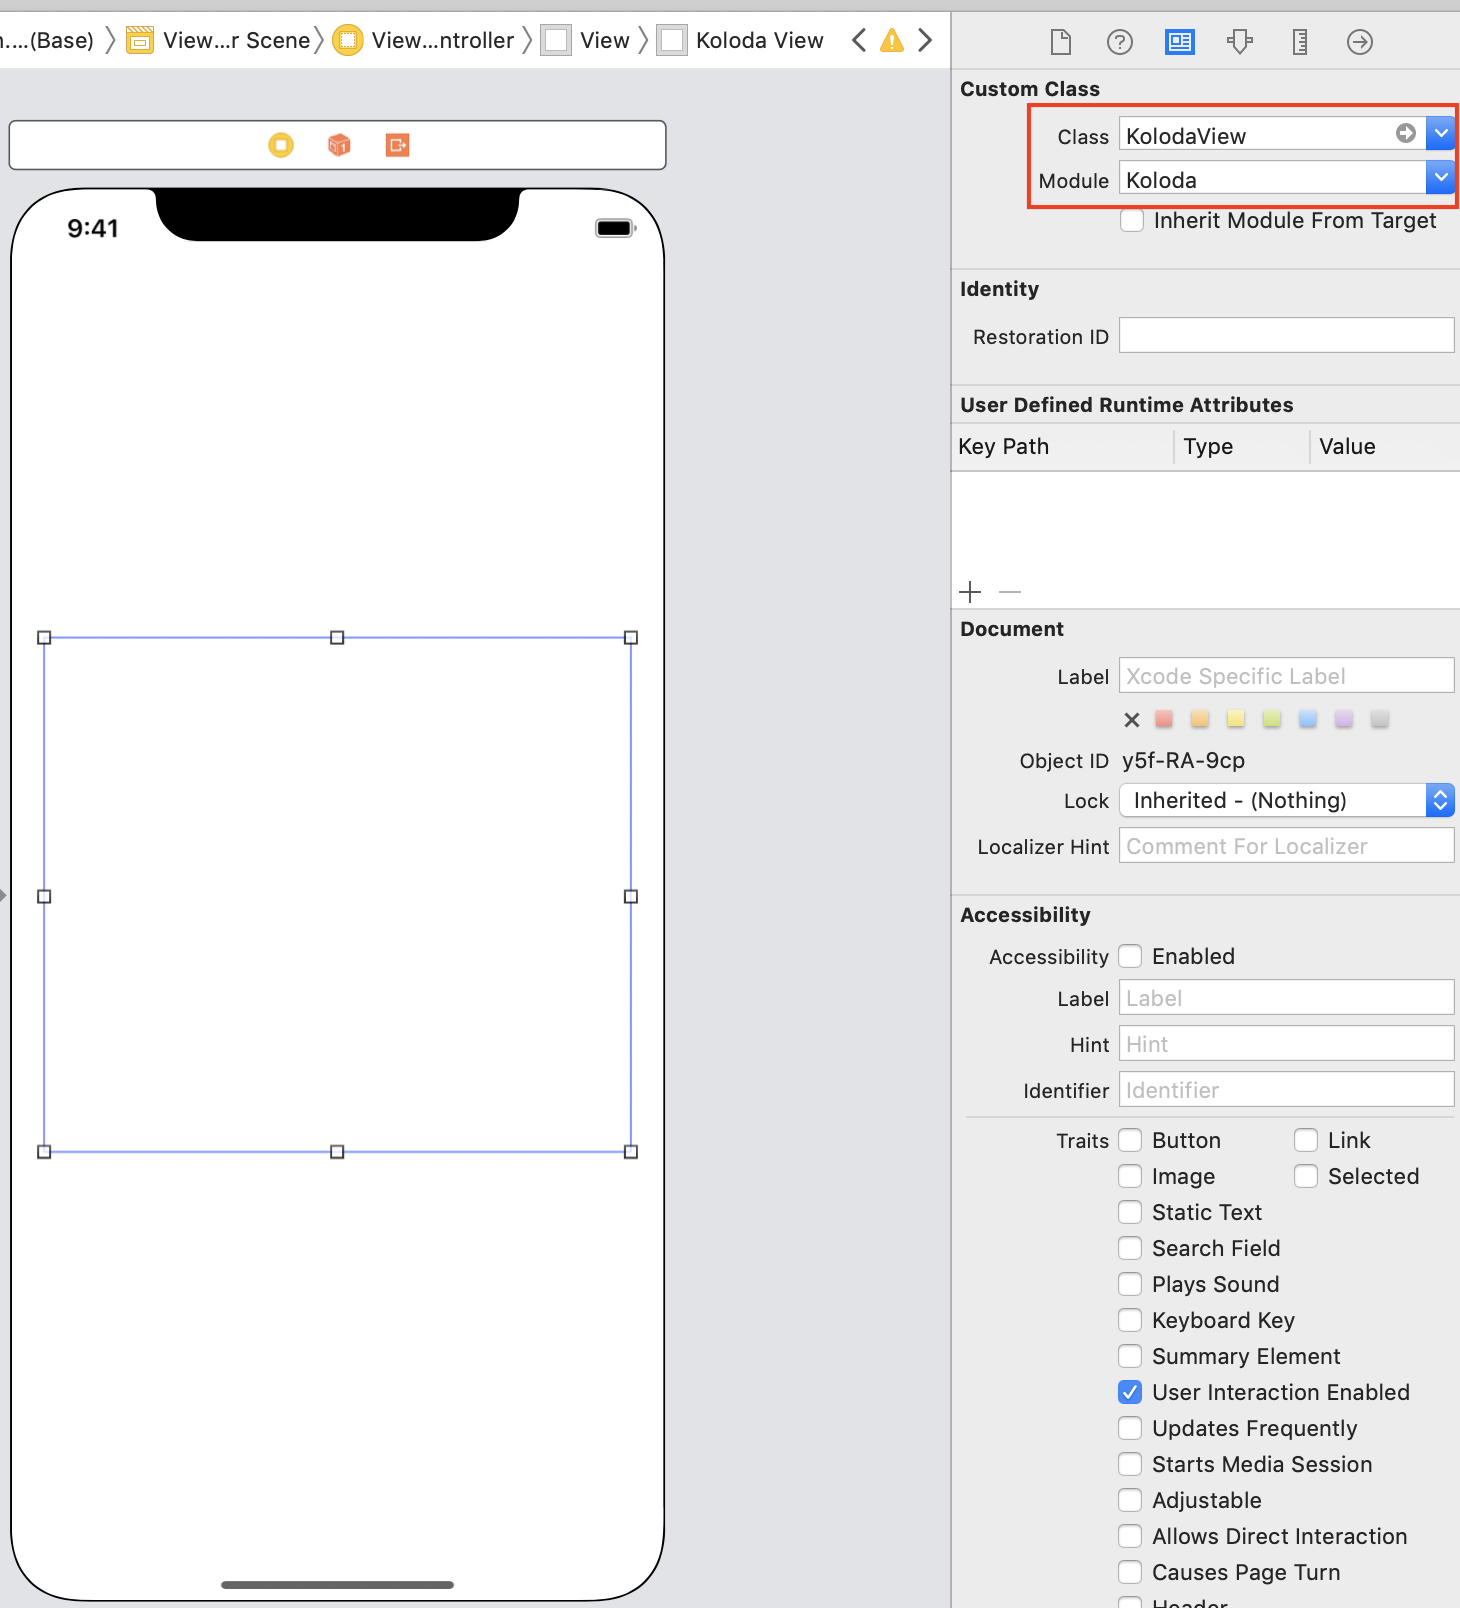 ....(Base) View...r Scene View...ntroller View Koloda View
Custom Class
Class KolodaView
Module Koloda
Inherit Module From Target
9:41
Identity
Restoration ID
User Defined Runtime Attributes
Key Path Type Value
Document
Label Xcode Specific Label
Object ID y5f-RA-9cp
Lock Inherited - (Nothing)
Localizer Hint Comment For Localizer
Accessibility
Accessibility Enabled
Label Label
Hint Hint
Identifier Identifier
Traits Button Link
Image Selected
Static Text
Search Field
Plays Sound
Keyboard Key
Summary Element
User Interaction Enabled
Updates Frequently
Starts Media Session
Adjustable
Allows Direct Interaction
Causes Page Turn
Header